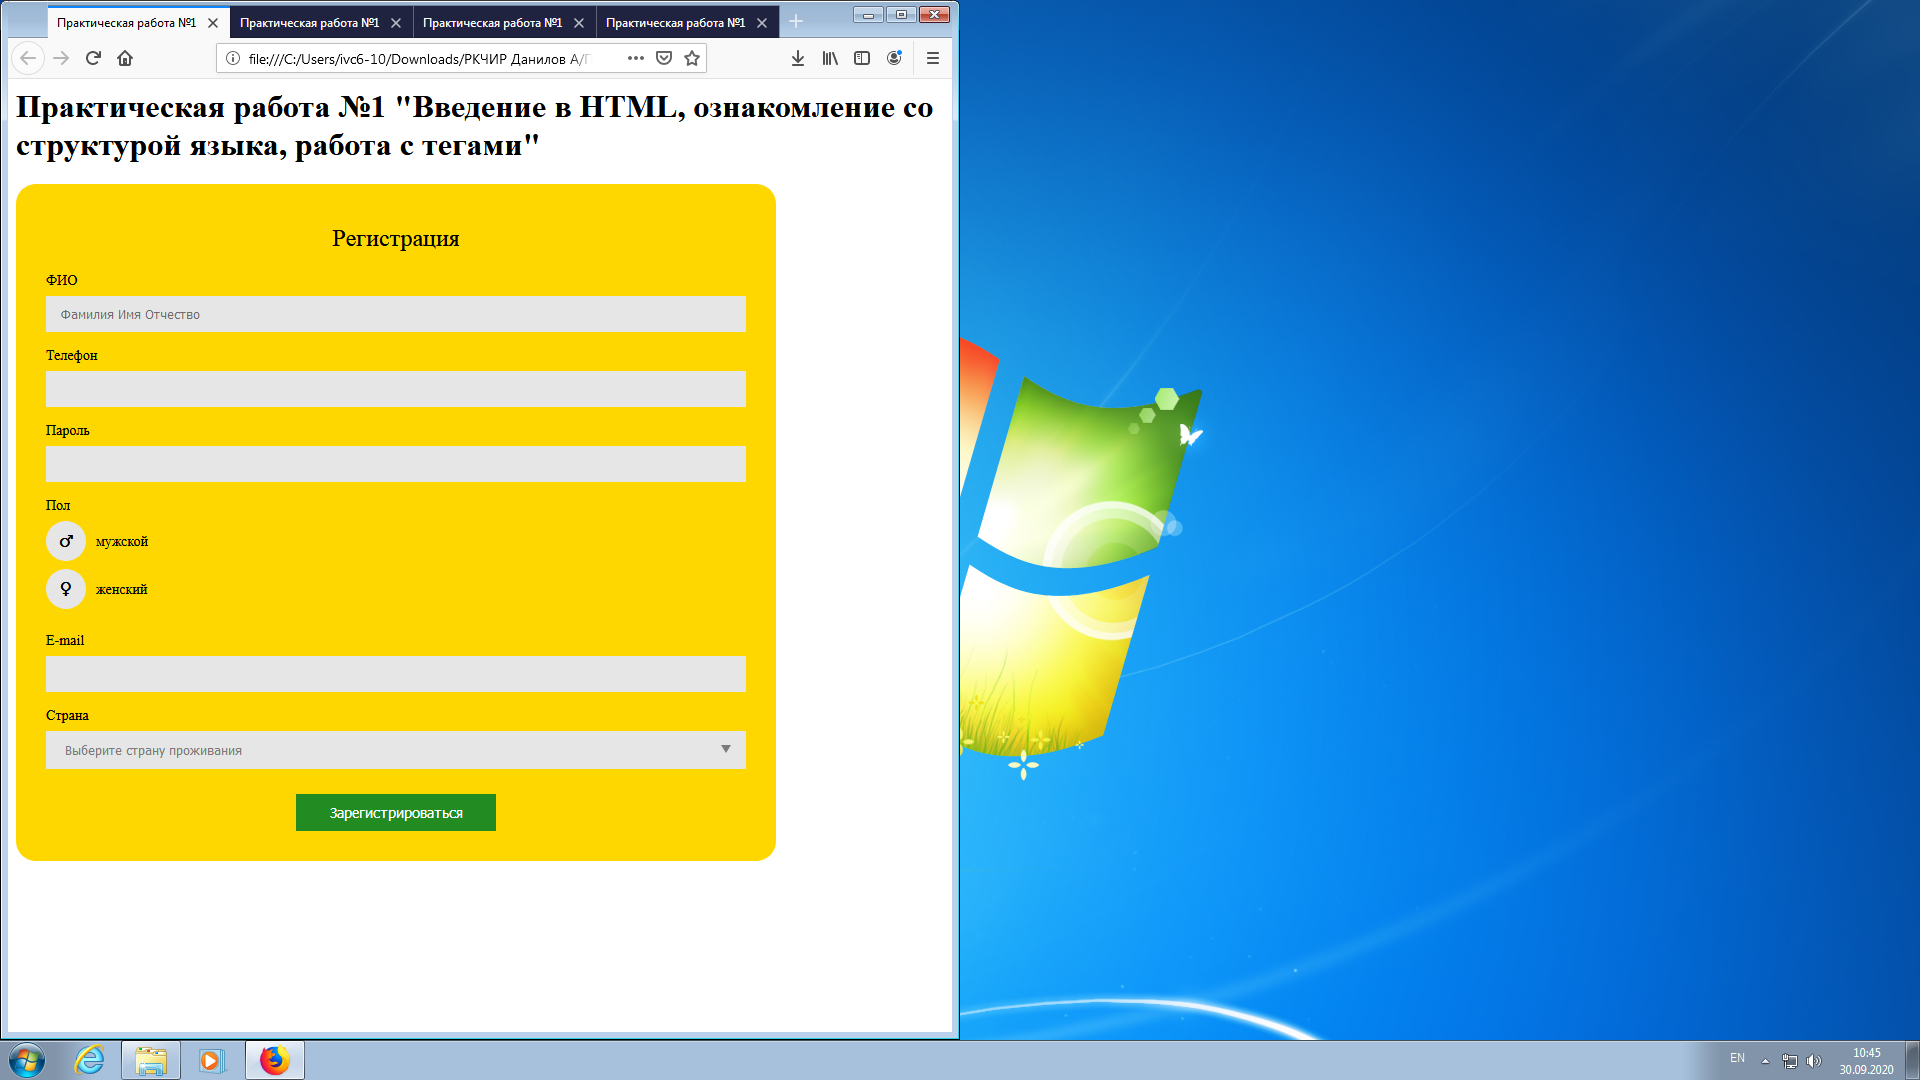 Практическая работа №1
Практическая работа №1
Практическая работа №1
Практическая работа №1
file:///C:/Users/ivc6-10/Downloads/РКЧИР Данилов А/
Практическая работа №1 "Введение в HTML, ознакомление со
структурой языка, работа с тегами"
Регистрация
ФИО
Фамилия Имя Отчество
Телефон
Пароль
Пол
мужской
женский
E-mail
Страна
Выберите страну проживания
Зарегистрироваться
EN
10:45
30.09.2020